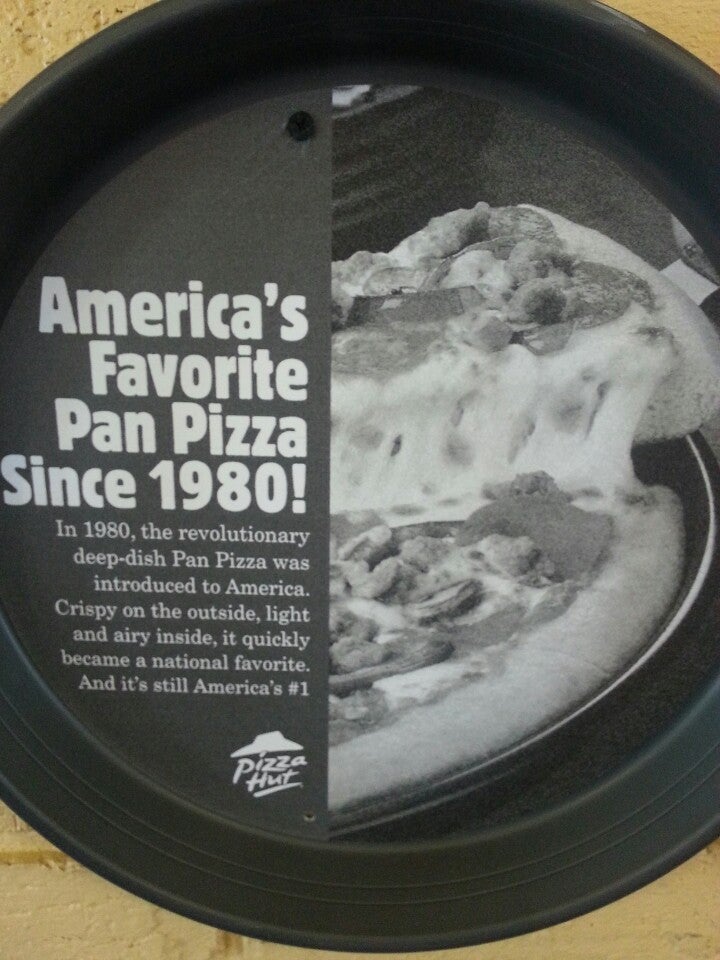 America's
Favorite
Pan Pizza
Since 1980!
In 1980, the revolutionary
deep-dish Pan Pizza was
introduced to America.
Crispy on the outside, light
and airy inside, it quickly
became a national favorite.
And it's still America's #1
Pizza
Hut